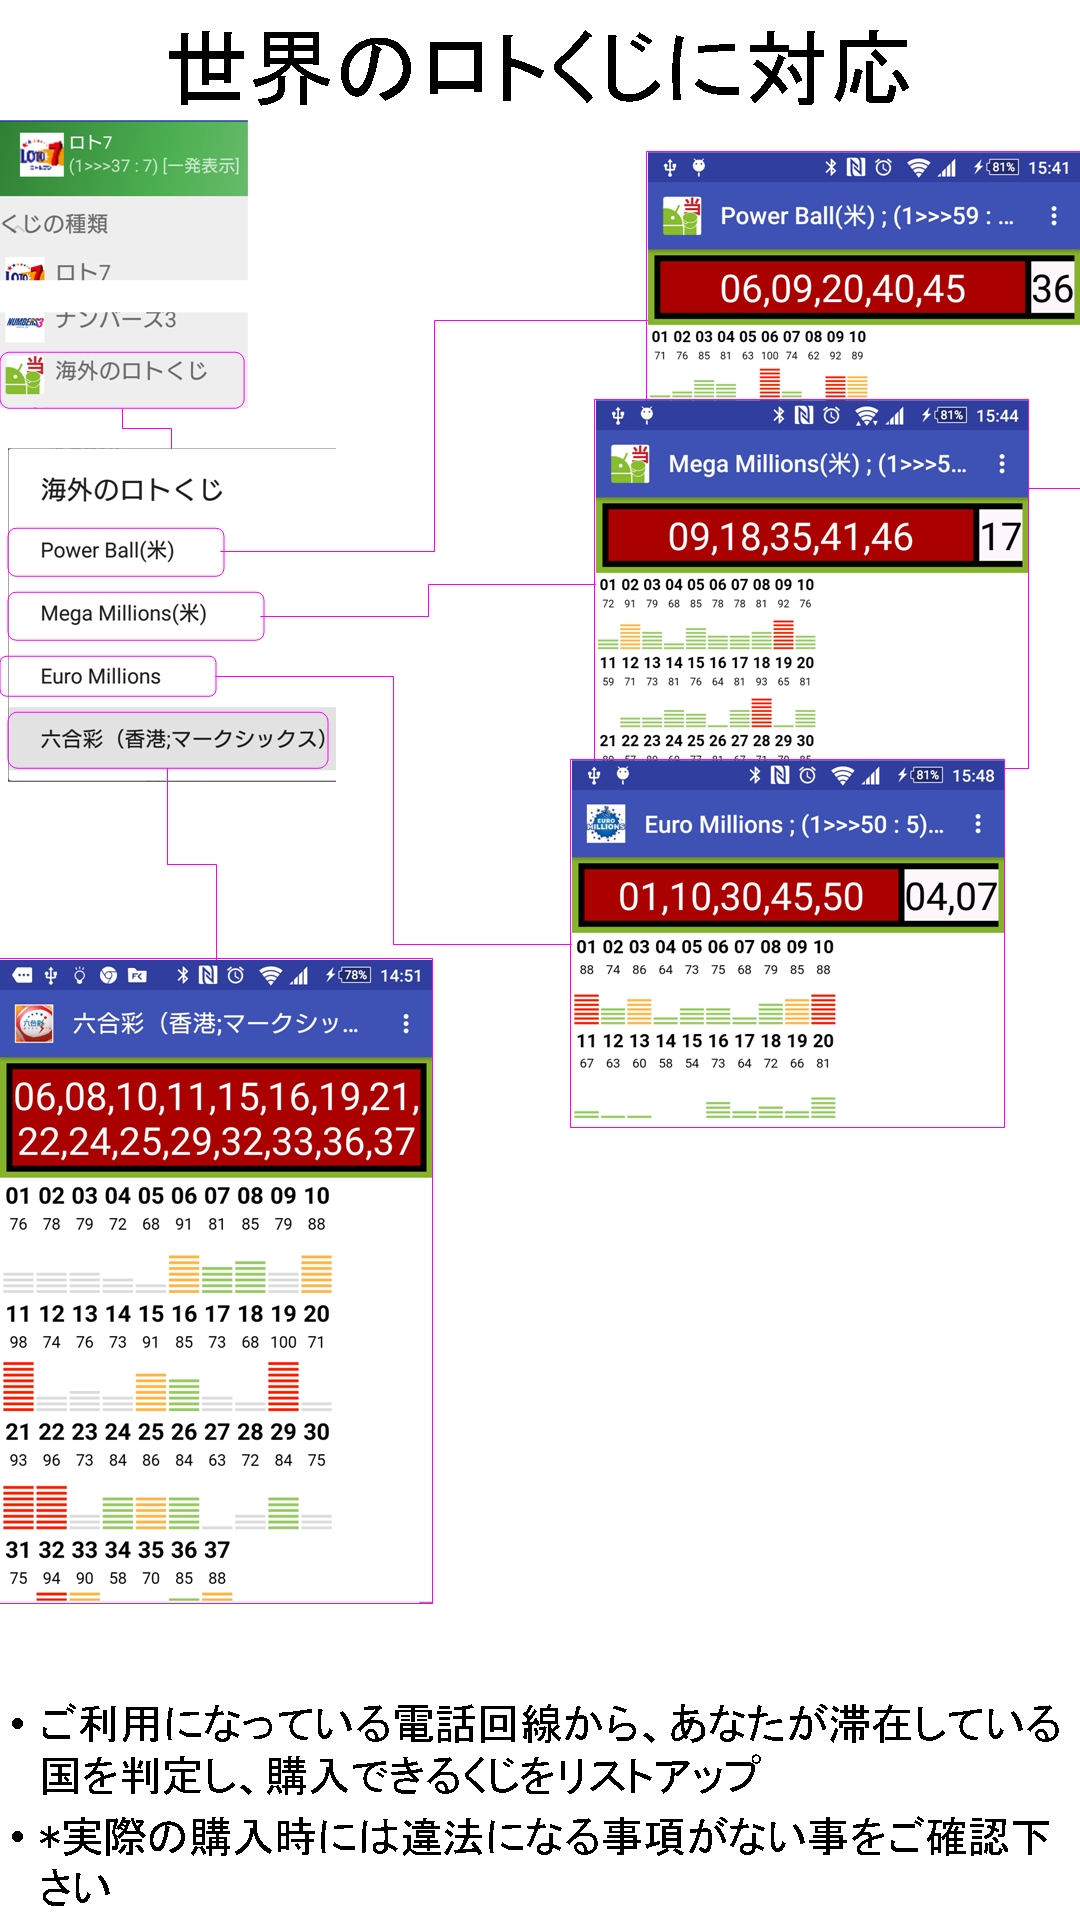 世界のロトくじに対応
LOTO 7
ロト7
(1>>>37 : 7) [一発表示]
くじの種類
ロト7
NUMBERS3
ナンバーズ3
当
海外のロトくじ
海外のロトくじ
Power Ball(米)
Mega Millions(米)
Euro Millions
六合彩（香港;マークシックス)
81% 15:41
当
Power Ball(米) ; (1>>>59 : ...
06,09,20,40,45
36
01 02 03 04 05 06 07 08 09 10
71 76 85 81 63 100 74 62 92 89
81% 15:44
当
Mega Millions(米) ; (1>>>5...
09,18,35,41,46
17
01 02 03 04 05 06 07 08 09 10
72 91 79 68 85 78 78 81 92 76
11 12 13 14 15 16 17 18 19 20
59 71 73 81 76 64 81 93 65 81
21 22 23 24 25 26 27 28 29 30
81% 15:48
EURO MILLIONS
Euro Millions ; (1>>>50 : 5)...
01,10,30,45,50
04,07
01 02 03 04 05 06 07 08 09 10
88 74 86 64 73 75 68 79 85 88
11 12 13 14 15 16 17 18 19 20
67 63 60 58 54 73 64 72 66 81
78% 14:51
六合彩
六合彩（香港;マークシッ...
06,08,10,11,15,16,19,21,
22,24,25,29,32,33,36,37
01 02 03 04 05 06 07 08 09 10
76 78 79 72 68 91 81 85 79 88
11 12 13 14 15 16 17 18 19 20
98 74 76 73 91 85 73 68 100 71
21 22 23 24 25 26 27 28 29 30
93 96 73 84 86 84 63 72 84 75
31 32 33 34 35 36 37
75 94 90 58 70 85 88
• ご利用になっている電話回線から、あなたが滞在している
国を判定し、購入できるくじをリストアップ
• *実際の購入時には違法になる事項がない事をご確認下
さい